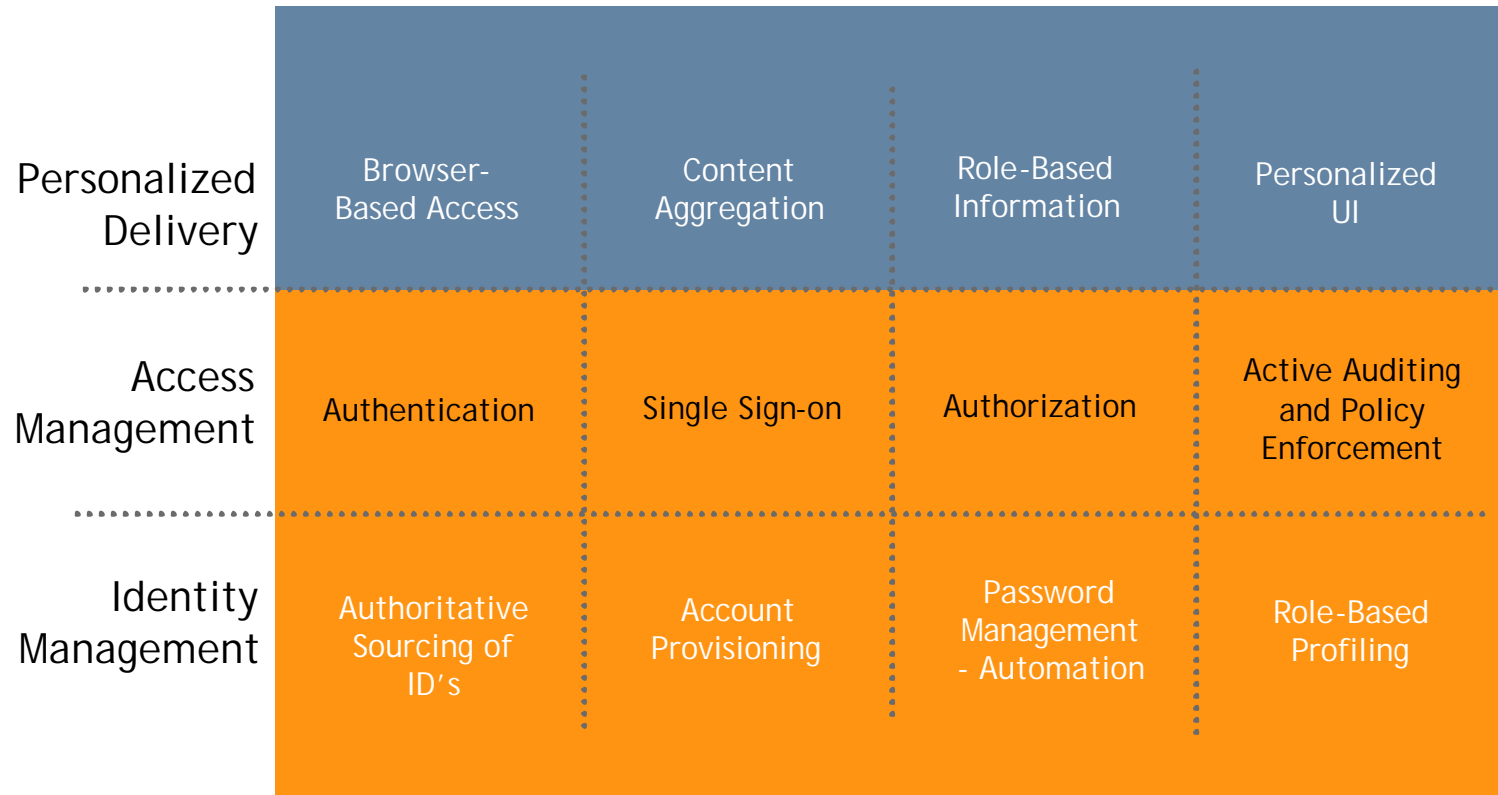 Personalized
Delivery
Browser-
Based Access
Content
Aggregation
Role-Based
Information
Personalized
UI
Access
Management
Authentication
Single Sign-on
Authorization
Active Auditing
and Policy
Enforcement
Identity
Management
Authoritative
Sourcing of
ID's
Account
Provisioning
Password
Management
- Automation
Role-Based
Profiling